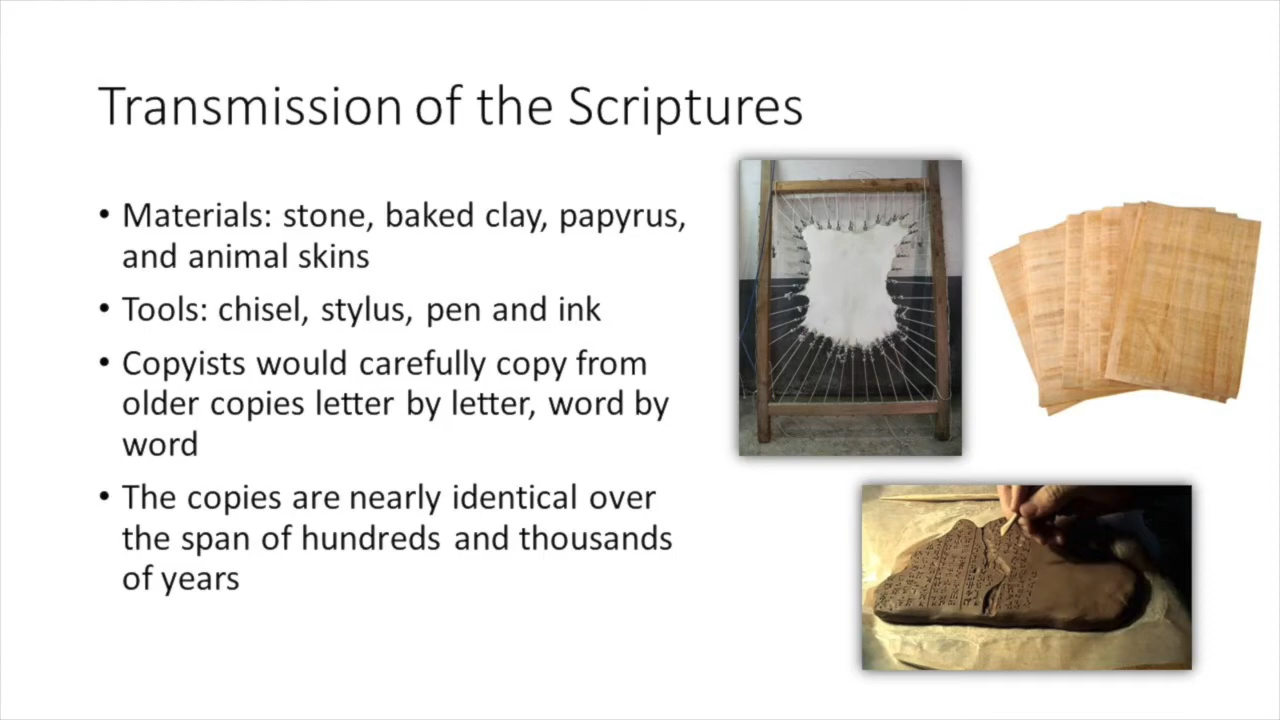 Transmission of the Scriptures
• Materials: stone, baked clay, papyrus,
and animal skins
• Tools: chisel, stylus, pen and ink
• Copyists would carefully copy from
older copies letter by letter, word by
word
• The copies are nearly identical over
the span of hundreds and thousands
of years